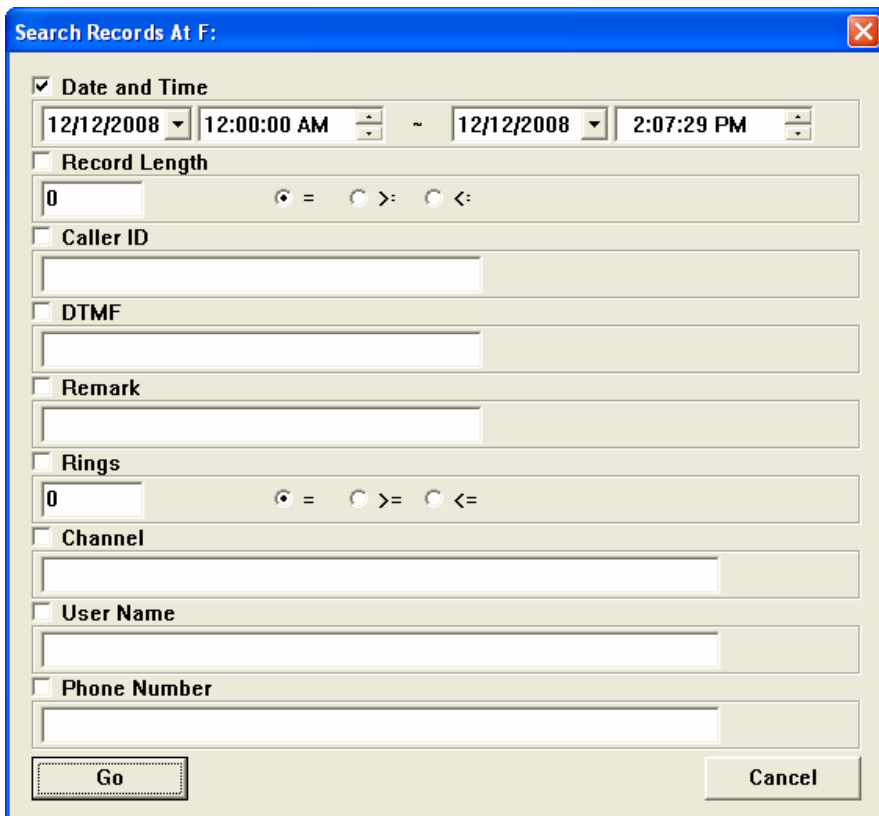 Search Records At F:
Date and Time
12/12/2008 12:00:00 AM ~ 12/12/2008 2:07:29 PM
Record Length
0 = >= <=
Caller ID
DTMF
Remark
Rings
0 = >= <=
Channel
User Name
Phone Number
Go Cancel